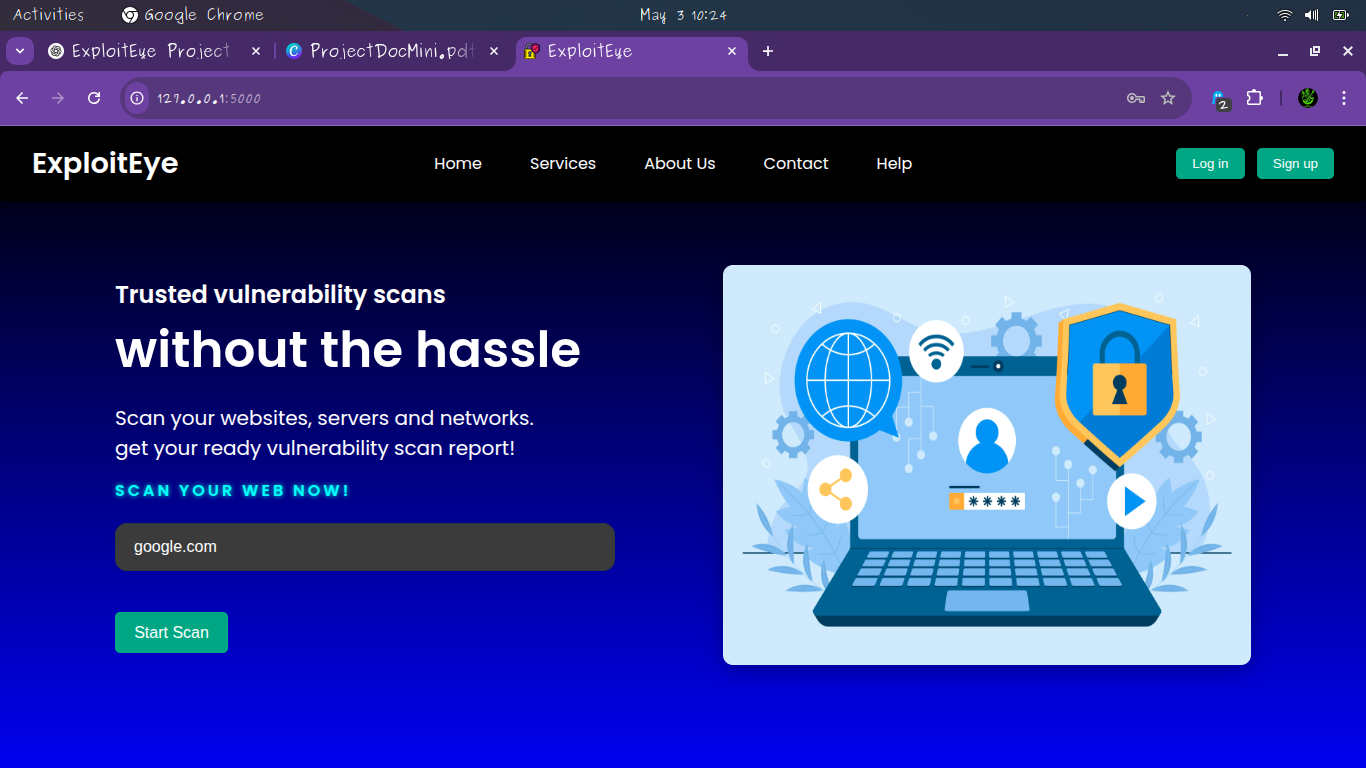 Activities Google Chrome May 3 10:24
ExploitEye Project ProjectDocMini.pdf ExploitEye
127.0.0.1:5000 2
ExploitEye Home Services About Us Contact Help Log in Sign up
Trusted vulnerability scans
without the hassle
Scan your websites, servers and networks.
get your ready vulnerability scan report!
SCAN YOUR WEB NOW!
google.com
Start Scan